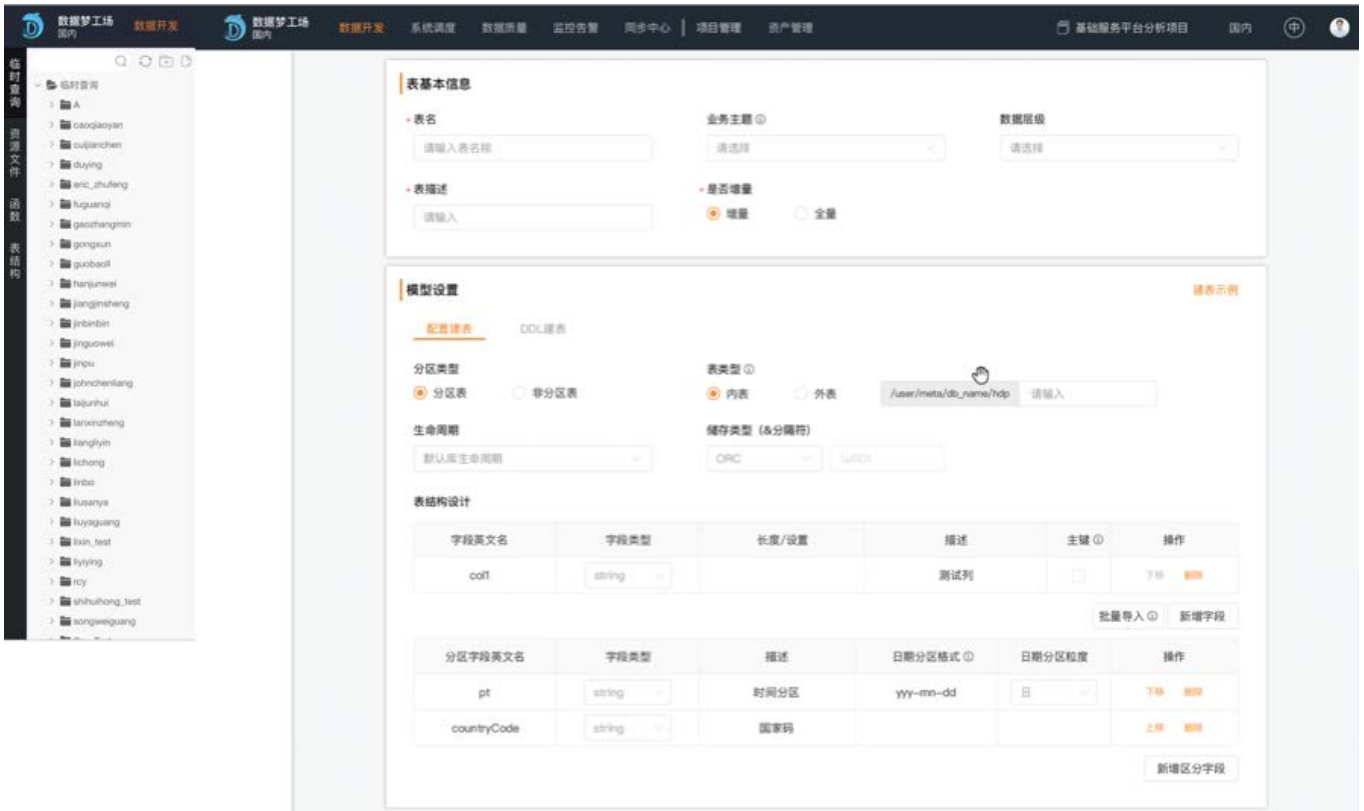 数据梦工场 国内 数据开发
数据梦工场 国内 数据开发 系统调度 数据质量 监控告警 同步中心 项目管理 资产管理 基础服务平台分析项目 国内 中
临时查询
资源文件
函数
表结构
临时查询
A
caoqiaoyan
cuijianchen
duying
eric_zhufeng
fuguanqi
gaozhangmin
gongxun
guobaoll
hanjunwei
jiangjinsheng
jinbinbin
jinguowei
jinpu
johnchenliang
laijunhui
lanxinzheng
liangliyin
lichong
linbo
liusanya
liuyaguang
lixin_test
liyiying
rcy
shihuihong_test
songweiguang
表基本信息
* 表名 业务主题 数据层级
请输入表名称 请选择 请选择
* 表描述 * 是否增量
请输入 增量 全量
模型设置 建表示例
配置建表 DDL建表
分区类型 表类型
分区表 非分区表 内表 外表 /user/meta/db_name/hdp 请输入
生命周期 储存类型（&分隔符）
默认库生命周期 ORC \u001
表结构设计
字段英文名 字段类型 长度/设置 描述 主键 操作
col1 string 测试列 下移 删除
批量导入 新增字段
分区字段英文名 字段类型 描述 日期分区格式 日期分区粒度 操作
pt string 时间分区 yyy-mn-dd 日 下移 删除
countryCode string 国家码 上移 删除
新增区分字段